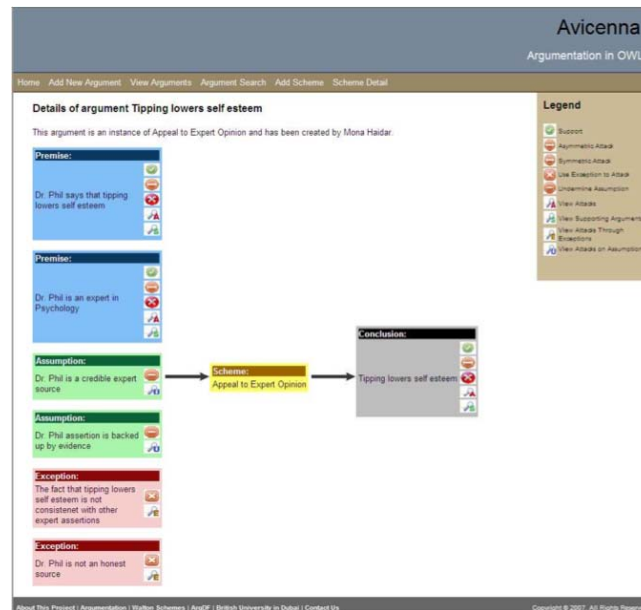 Avicenna
Argumentation in OWL
Home Add New Argument View Arguments Argument Search Add Scheme Scheme Detail
Details of argument Tipping lowers self esteem
This argument is an instance of Appeal to Expert Opinion and has been created by Mona Haidar.
Premise:
Dr. Phil says that tipping
lowers self esteem
Premise:
Dr. Phil is an expert in
Psychology
Assumption:
Dr. Phil is a credible expert
source
Assumption:
Dr. Phil assertion is backed
up by evidence
Exception:
The fact that tipping lowers
self esteem is not
consistenet with other
expert assertions
Exception:
Dr. Phil is not an honest
source
Scheme:
Appeal to Expert Opinion
Conclusion:
Tipping lowers self esteem
Legend
Support
Asymmetric Attack
Symmetric Attack
Use Exception to Attack
Undermine Assumption
View Attacks
View Supporting Argument
View Attacks Through
Exceptions
View Attacks on Assumption
About This Project | Argumentation | Walton Schemes | ArgDF | British University in Dubai | Contact Us
Copyright © 2007. All Rights Reserv